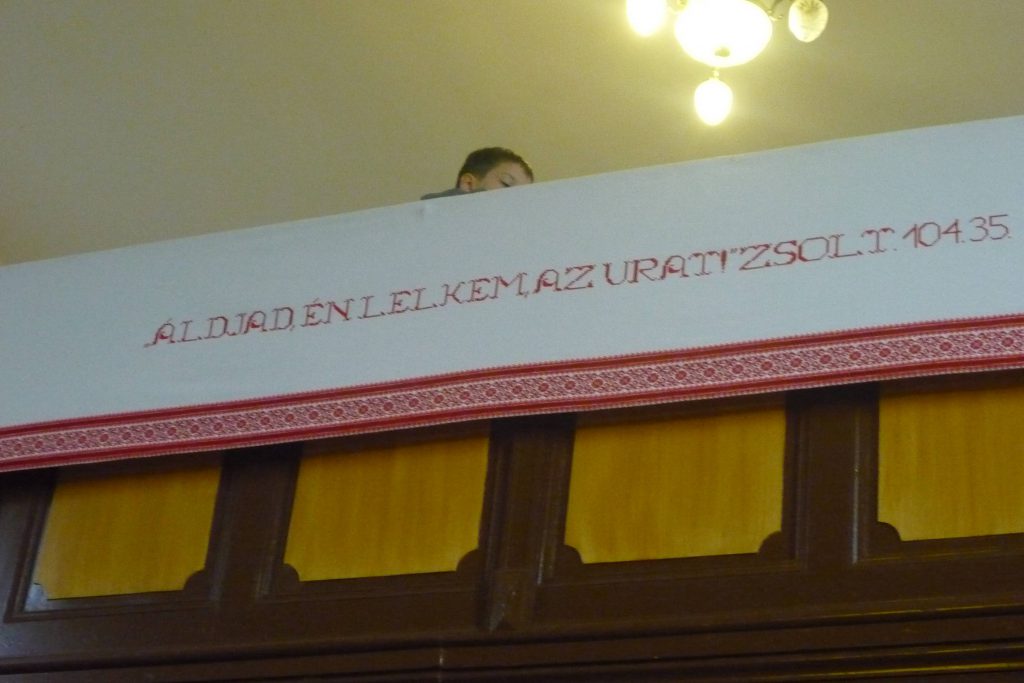 „ÁLDJAD, ÉN LELKEM, AZ URAT!” ZSOLT. 104.35.